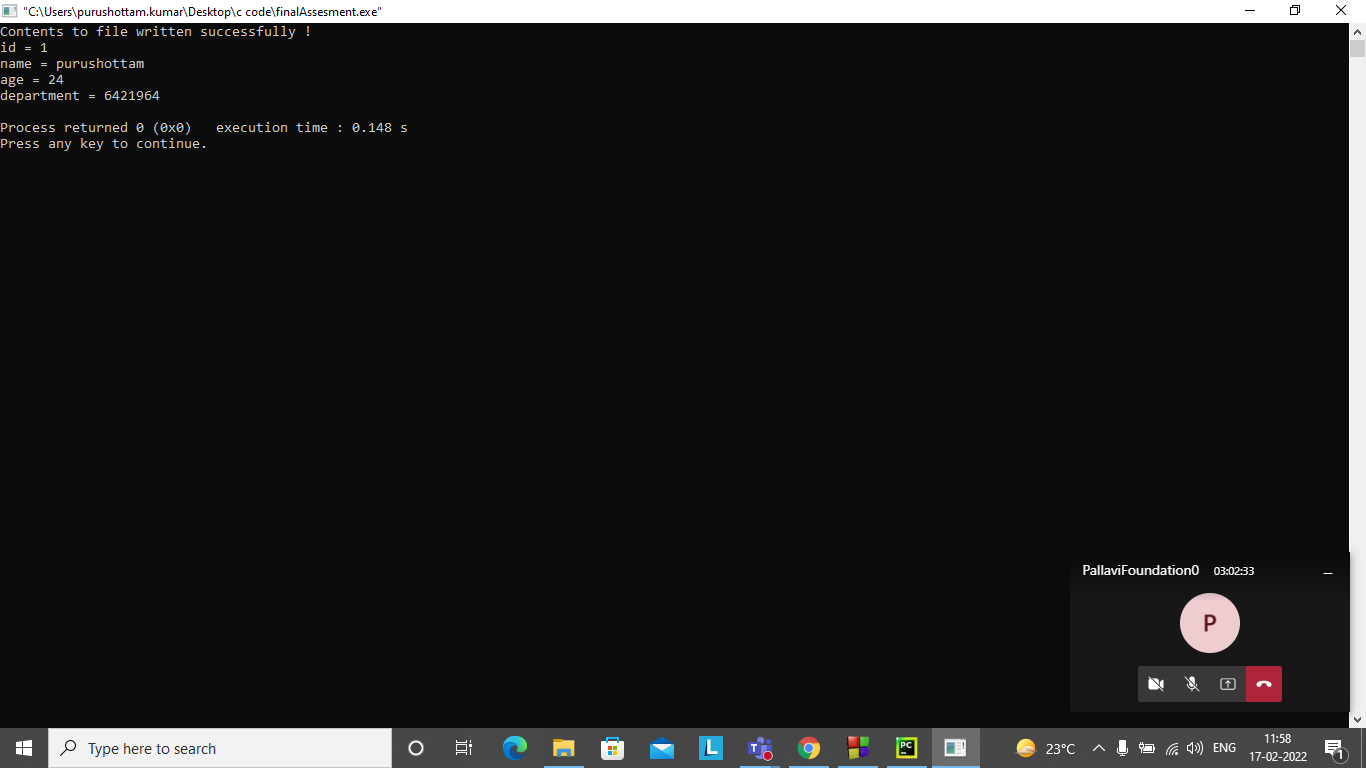 "C:\Users\purushottam.kumar\Desktop\c code\finalAssesment.exe"
Contents to file written successfully !
id = 1
name = purushottam
age = 24
department = 6421964
Process returned 0 (0x0)   execution time : 0.148 s
Press any key to continue.
PallaviFoundation0 03:02:33
P
Type here to search
L
T
PC
23°C
ENG
11:58
17-02-2022
1